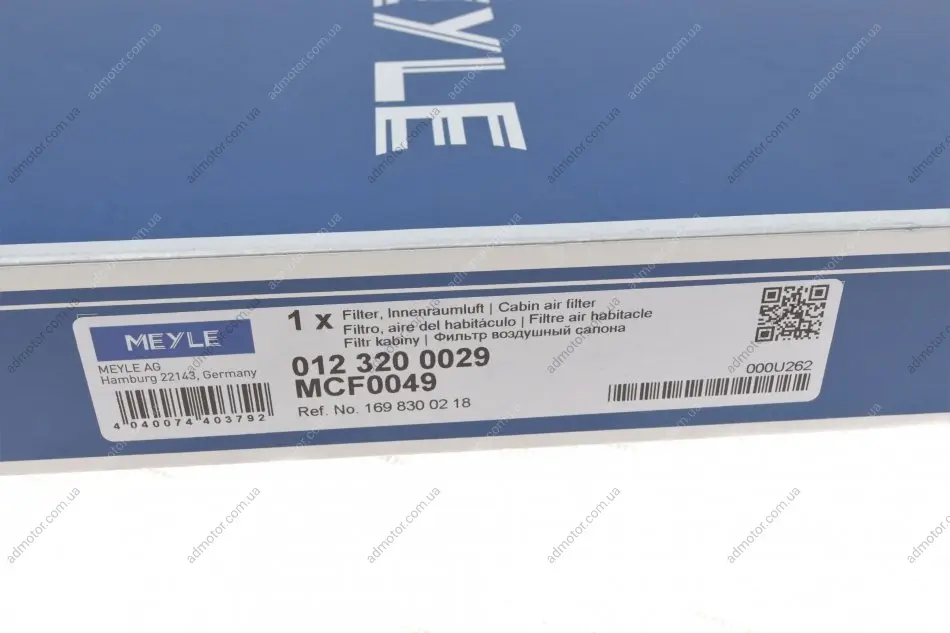 MEYLE
MEYLE
MEYLE AG
Hamburg 22143, Germany
4 040074 403792
1 x
Filter, Innenraumluft | Cabin air filter
Filtro, aire del habitáculo | Filtre air habitacle
Filtr kabiny | Фильтр воздушный салона
012 320 0029
MCF0049
Ref. No. 169 830 02 18
000U262
admotor.com.ua